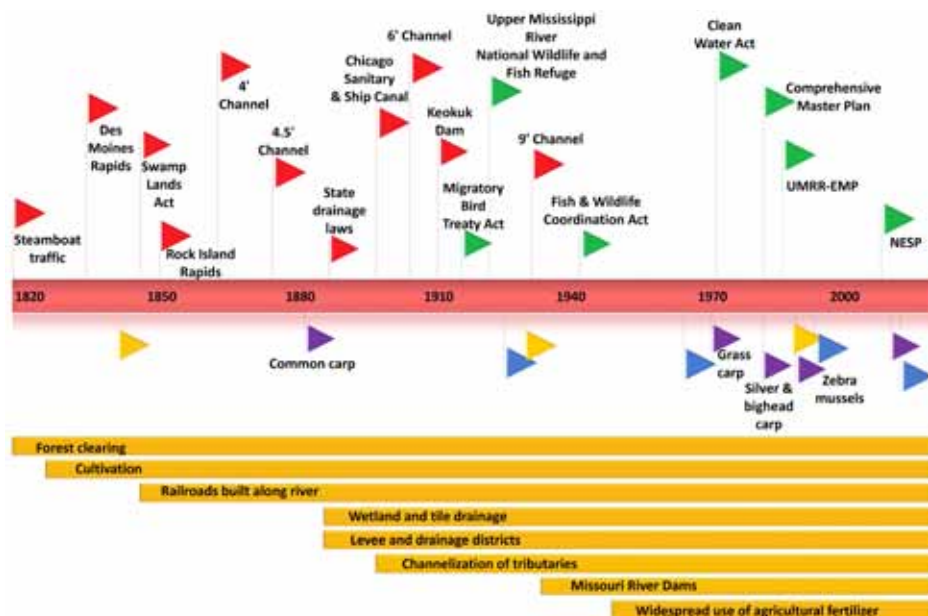 Steamboat
traffic
Des
Moines
Rapids
Swamp
Lands
Act
Rock Island
Rapids
4'
Channel
4.5'
Channel
State
drainage
laws
Chicago
Sanitary
& Ship Canal
6' Channel
Keokuk
Dam
Migratory
Bird
Treaty Act
Upper Mississippi
River
National Wildlife and
Fish Refuge
9' Channel
Fish & Wildlife
Coordination Act
Clean
Water Act
Comprehensive
Master Plan
UMRR-EMP
NESP
1820 1850 1880 1910 1940 1970 2000
Common carp
Grass
carp
Silver &
bighead
carp
Zebra
mussels
Forest clearing
Cultivation
Railroads built along river
Wetland and tile drainage
Levee and drainage districts
Channelization of tributaries
Missouri River Dams
Widespread use of agricultural fertilizer